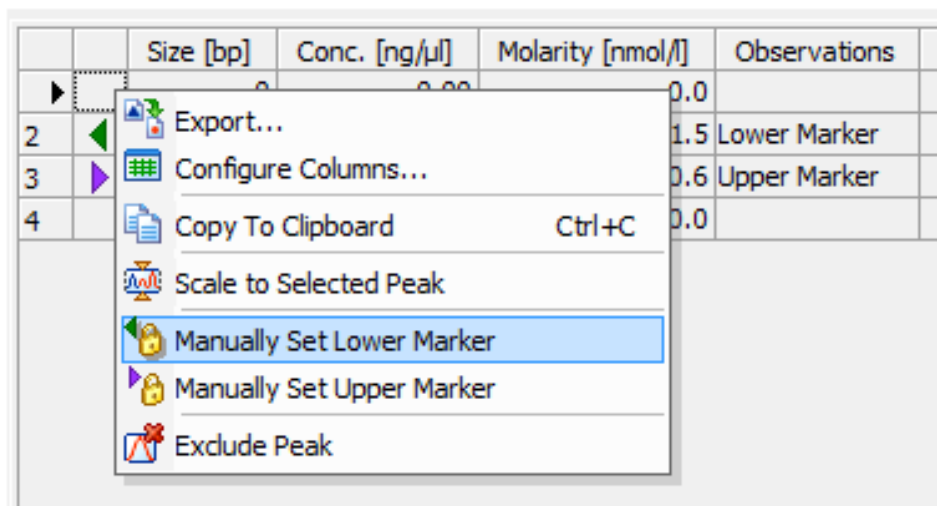 Size [bp] Conc. [ng/µl] Molarity [nmol/l] Observations
0 0.00 0.0
2 1.5 Lower Marker
3 0.6 Upper Marker
4 0.0
Export...
Configure Columns...
Copy To Clipboard Ctrl+C
Scale to Selected Peak
Manually Set Lower Marker
Manually Set Upper Marker
Exclude Peak